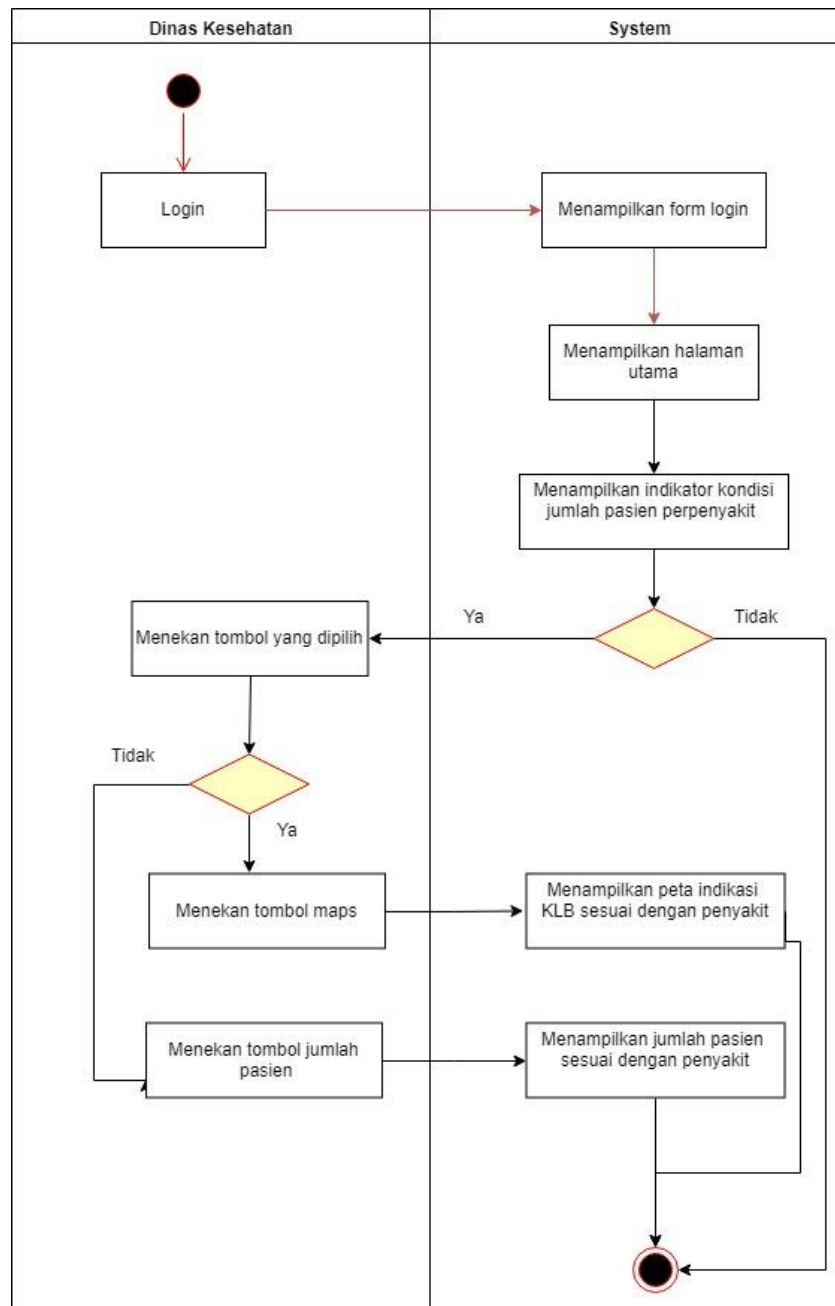 Dinas Kesehatan
System
Login
Menampilkan form login
Menampilkan halaman
utama
Menampilkan indikator kondisi
jumlah pasien perpenyakit
Ya
Tidak
Menekan tombol yang dipilih
Tidak
Ya
Menekan tombol maps
Menampilkan peta indikasi
KLB sesuai dengan penyakit
Menekan tombol jumlah
pasien
Menampilkan jumlah pasien
sesuai dengan penyakit